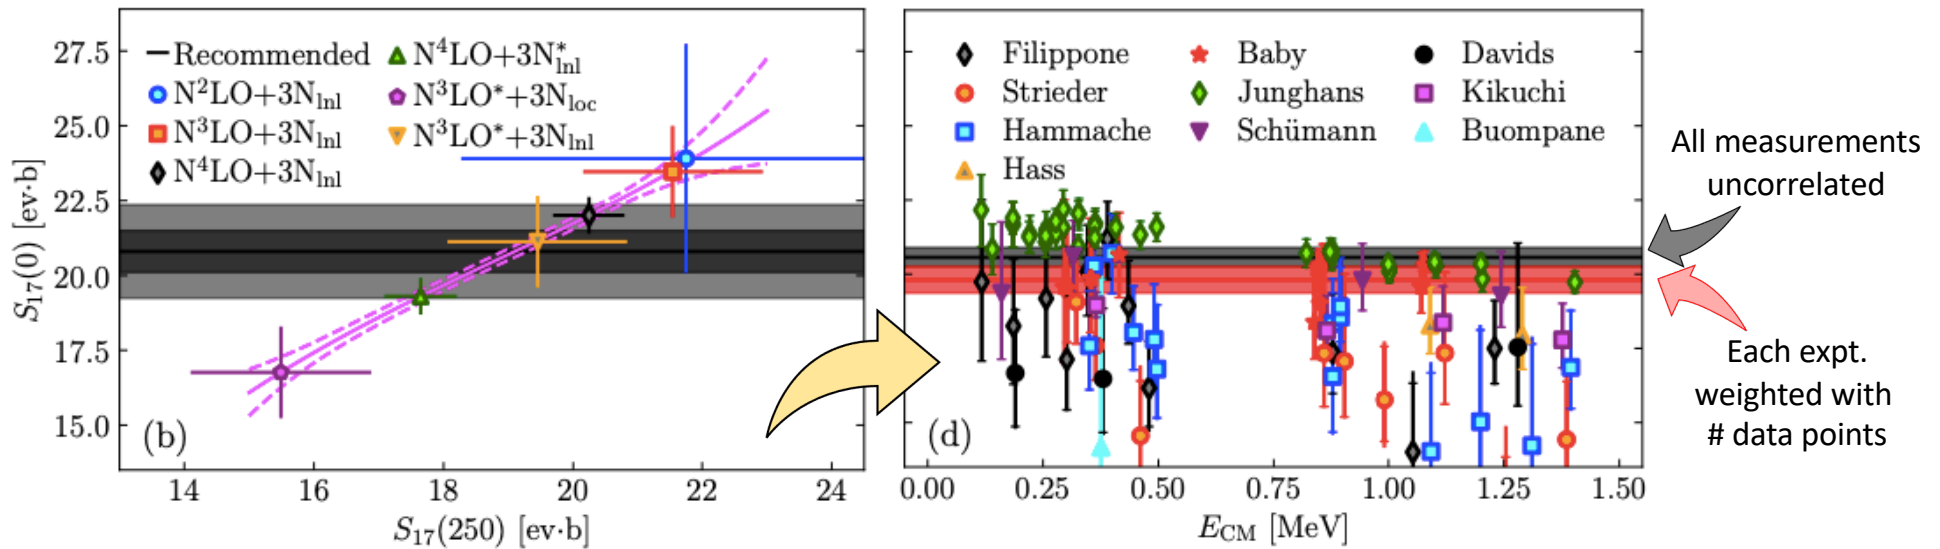 27.5
25.0
22.5
20.0
17.5
15.0
S₁₇(0) [ev·b]
Recommended
N²LO+3Nₗₙₗ
N³LO+3Nₗₙₗ
N⁴LO+3Nₗₙₗ
N⁴LO+3N*ₗₙₗ
N³LO*+3Nₗₒc
N³LO*+3Nₗₙₗ
(b)
14 16 18 20 22 24
S₁₇(250) [ev·b]
Filippone
Strieder
Hammache
Hass
Baby
Junghans
Schümann
Davids
Kikuchi
Buompane
(d)
0.00 0.25 0.50 0.75 1.00 1.25 1.50
E_CM [MeV]
All measurements
uncorrelated
Each expt.
weighted with
# data points